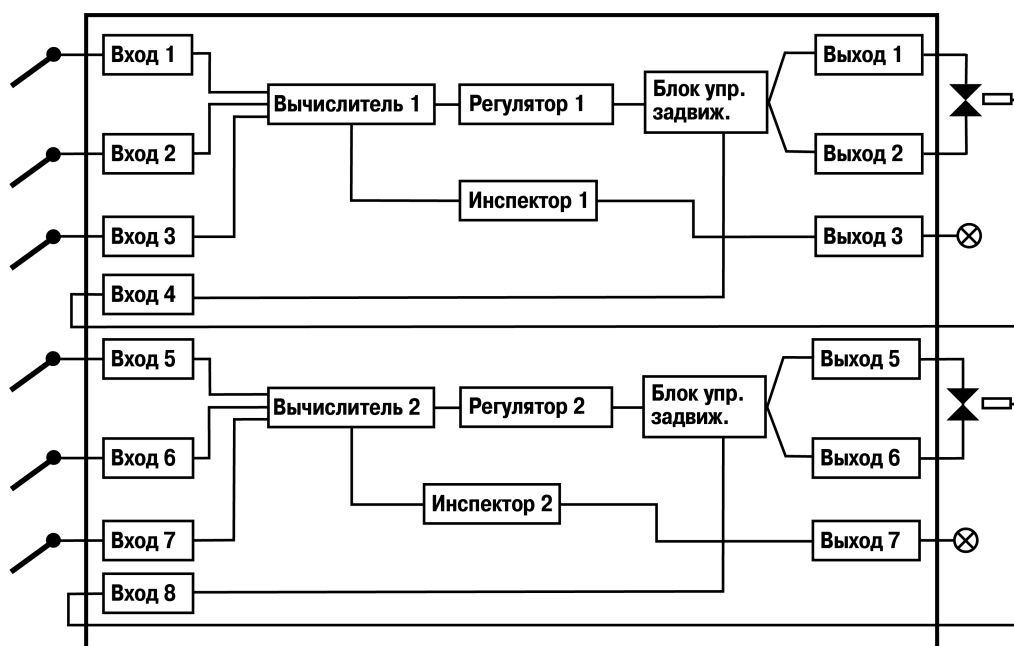 Вход 1
Выход 1
Вычислитель 1
Регулятор 1
Блок упр.
задвиж.
Вход 2
Выход 2
Инспектор 1
Вход 3
Выход 3
Вход 4
Вход 5
Выход 5
Вычислитель 2
Регулятор 2
Блок упр.
задвиж.
Вход 6
Выход 6
Инспектор 2
Вход 7
Выход 7
Вход 8